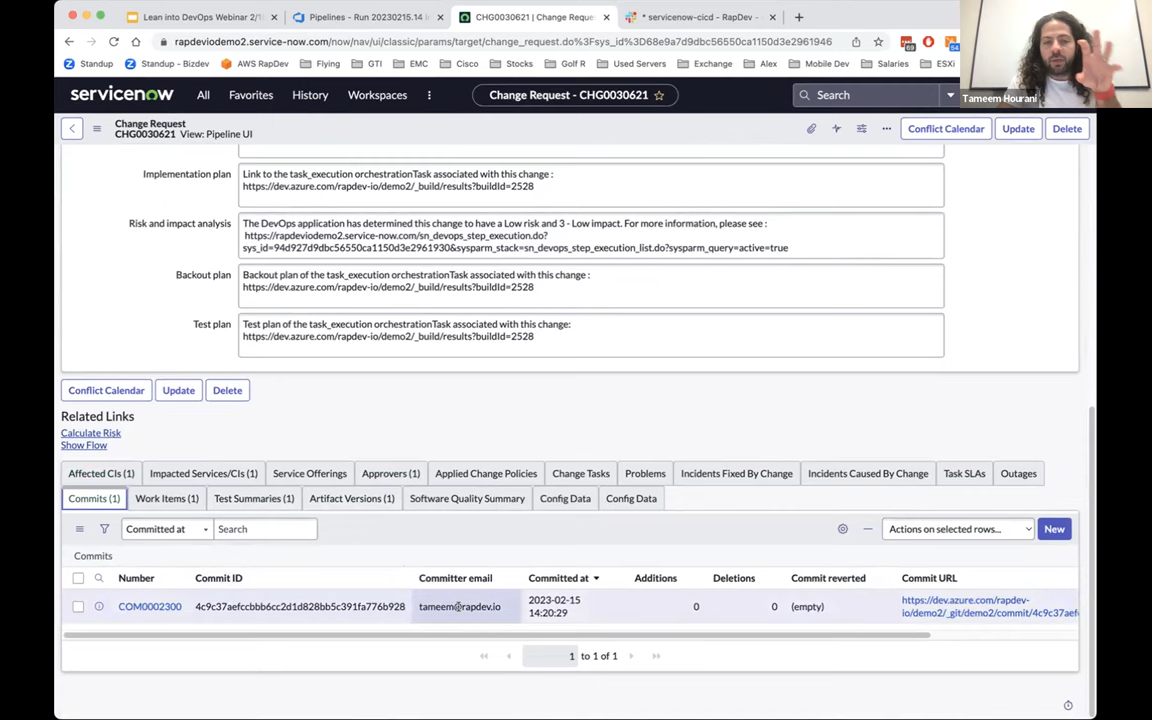 Lean into DevOps Webinar 2/1
Pipelines - Run 20230215.14
CHG0030621 | Change Reque
* servicenow-cicd - RapDev -
rapdeviodemo2.service-now.com/now/nav/ui/classic/params/target/change_request.do%3Fsys_id%3D68e9a7d9dbc56550ca1150d3e2961946
69
54
Standup
Standup - Bizdev
AWS RapDev
Flying
GTI
EMC
Cisco
Stocks
Golf R
Used Servers
Exchange
Alex
Mobile Dev
Salaries
ESXi
Tameem Hourani
servicenow
All
Favorites
History
Workspaces
Change Request - CHG0030621
Search
Change Request
CHG0030621 View: Pipeline UI
Conflict Calendar
Update
Delete
Implementation plan
Link to the task_execution orchestrationTask associated with this change :
https://dev.azure.com/rapdev-io/demo2/_build/results?buildId=2528
Risk and impact analysis
The DevOps application has determined this change to have a Low risk and 3 - Low impact. For more information, please see :
https://rapdeviodemo2.service-now.com/sn_devops_step_execution.do?
sys_id=94d927d9dbc56550ca1150d3e2961930&sysparm_stack=sn_devops_step_execution_list.do?sysparm_query=active=true
Backout plan
Backout plan of the task_execution orchestrationTask associated with this change :
https://dev.azure.com/rapdev-io/demo2/_build/results?buildId=2528
Test plan
Test plan of the task_execution orchestrationTask associated with this change:
https://dev.azure.com/rapdev-io/demo2/_build/results?buildId=2528
Conflict Calendar
Update
Delete
Related Links
Calculate Risk
Show Flow
Affected CIs (1)
Impacted Services/CIs (1)
Service Offerings
Approvers (1)
Applied Change Policies
Change Tasks
Problems
Incidents Fixed By Change
Incidents Caused By Change
Task SLAs
Outages
Commits (1)
Work Items (1)
Test Summaries (1)
Artifact Versions (1)
Software Quality Summary
Config Data
Config Data
Committed at
Search
Actions on selected rows...
New
Commits
Number
Commit ID
Committer email
Committed at
Additions
Deletions
Commit reverted
Commit URL
COM0002300
4c9c37aefccbbb6cc2d1d828bb5c391fa776b928
tameem@rapdev.io
2023-02-15
14:20:29
0
0
(empty)
https://dev.azure.com/rapdev-
io/demo2/_git/demo2/commit/4c9c37aef
1
to 1 of 1